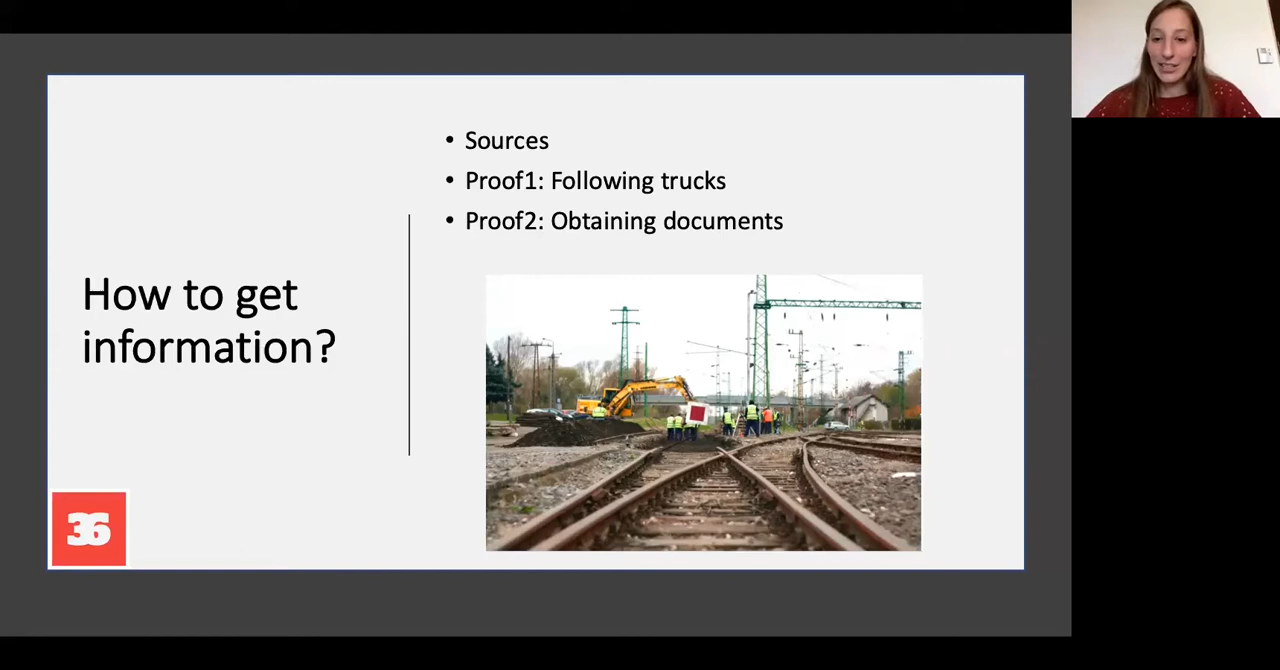 How to get
information?
• Sources
• Proof1: Following trucks
• Proof2: Obtaining documents
36